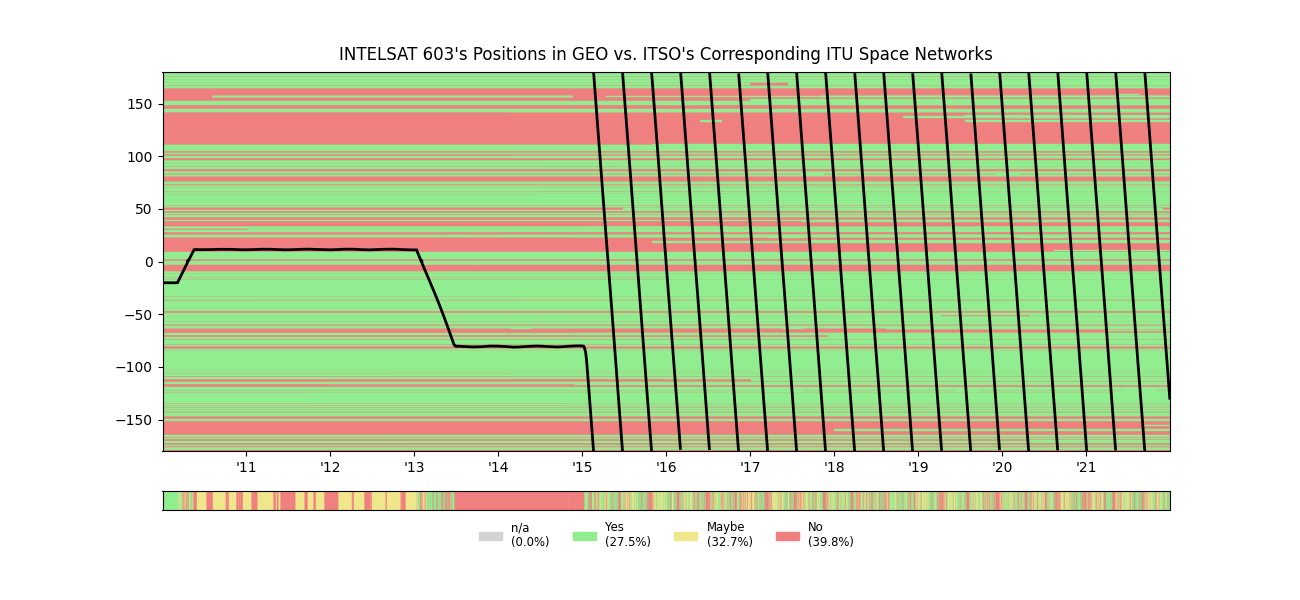 INTELSAT 603's Positions in GEO vs. ITSO's Corresponding ITU Space Networks
150
100
50
0
−50
−100
−150
'11 '12 '13 '14 '15 '16 '17 '18 '19 '20 '21
n/a Yes Maybe No
(0.0%) (27.5%) (32.7%) (39.8%)